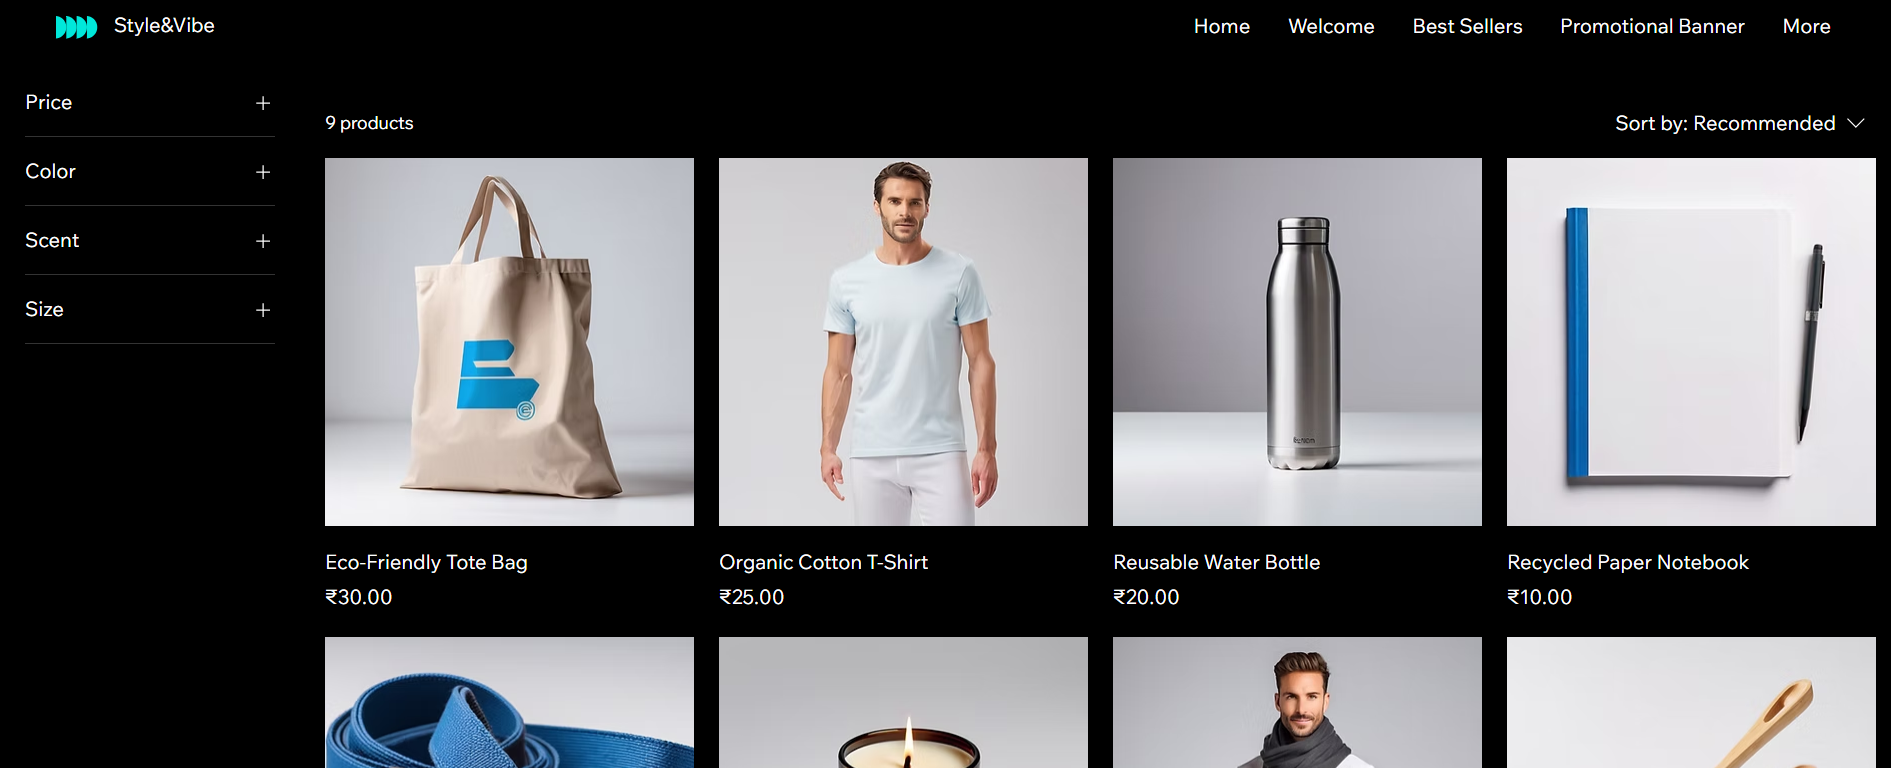 Style&Vibe
Home Welcome Best Sellers Promotional Banner More
Price
Color
Scent
Size
9 products
Sort by: Recommended
Eco-Friendly Tote Bag
₹30.00
Organic Cotton T-Shirt
₹25.00
Reusable Water Bottle
₹20.00
Recycled Paper Notebook
₹10.00